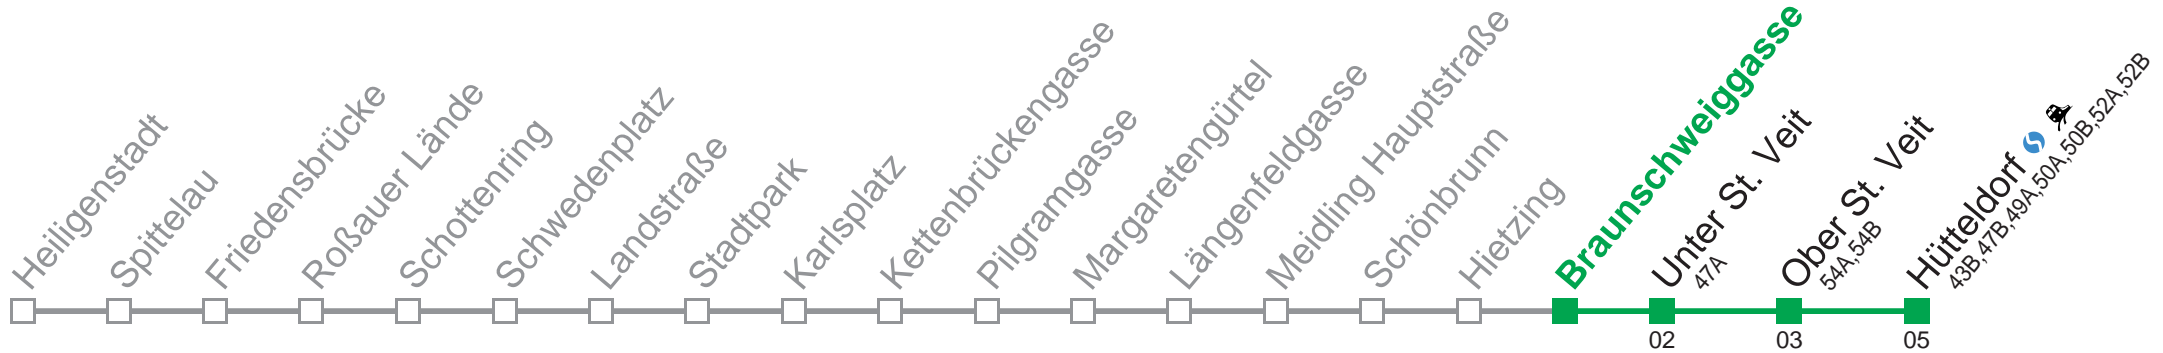 Heiligenstadt
Spittelau
Friedensbrücke
Roßauer Lände
Schottenring
Schwedenplatz
Landstraße
Stadtpark
Karlsplatz
Kettenbrückengasse
Pilgramgasse
Margaretengürtel
Längenfeldgasse
Meidling Hauptstraße
Schönbrunn
Hietzing
Braunschweiggasse
Unter St. Veit
47A
02
Ober St. Veit
54A,54B
03
Hütteldorf
43B,47B,49A,50A,50B,52A,52B
05